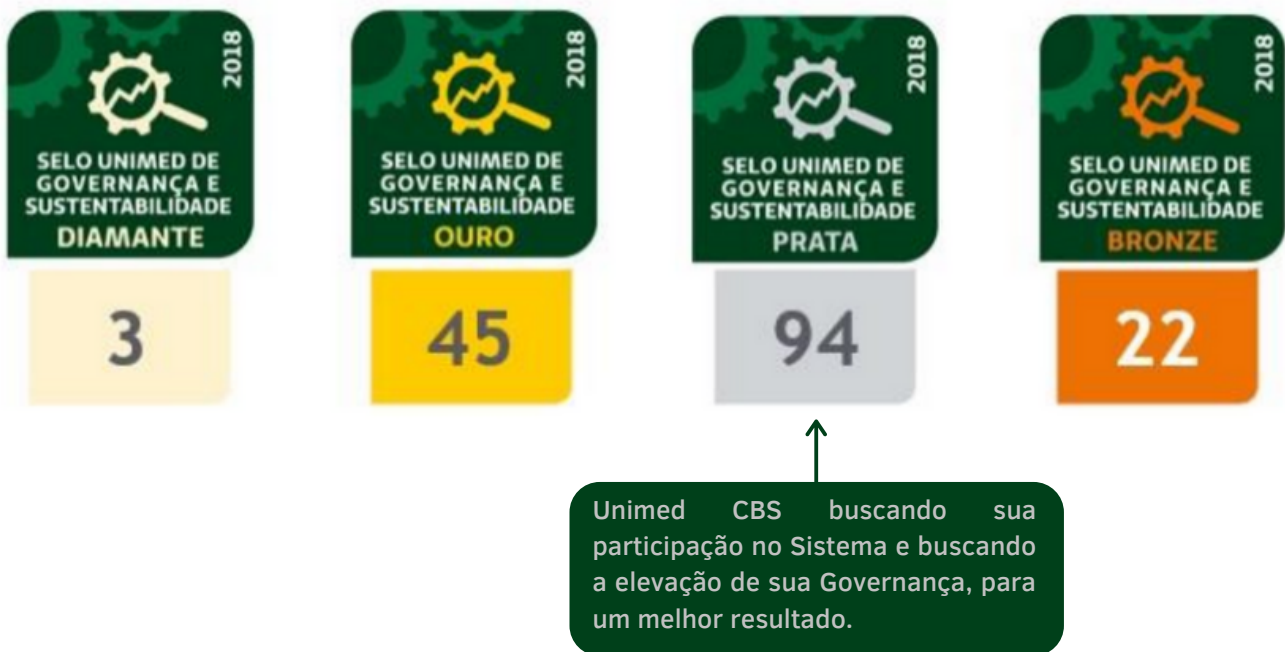 2018
SELO UNIMED DE
GOVERNANÇA E
SUSTENTABILIDADE
DIAMANTE
3
2018
SELO UNIMED DE
GOVERNANÇA E
SUSTENTABILIDADE
OURO
45
2018
SELO UNIMED DE
GOVERNANÇA E
SUSTENTABILIDADE
PRATA
94
2018
SELO UNIMED DE
GOVERNANÇA E
SUSTENTABILIDADE
BRONZE
22
Unimed CBS buscando sua
participação no Sistema e buscando
a elevação de sua Governança, para
um melhor resultado.